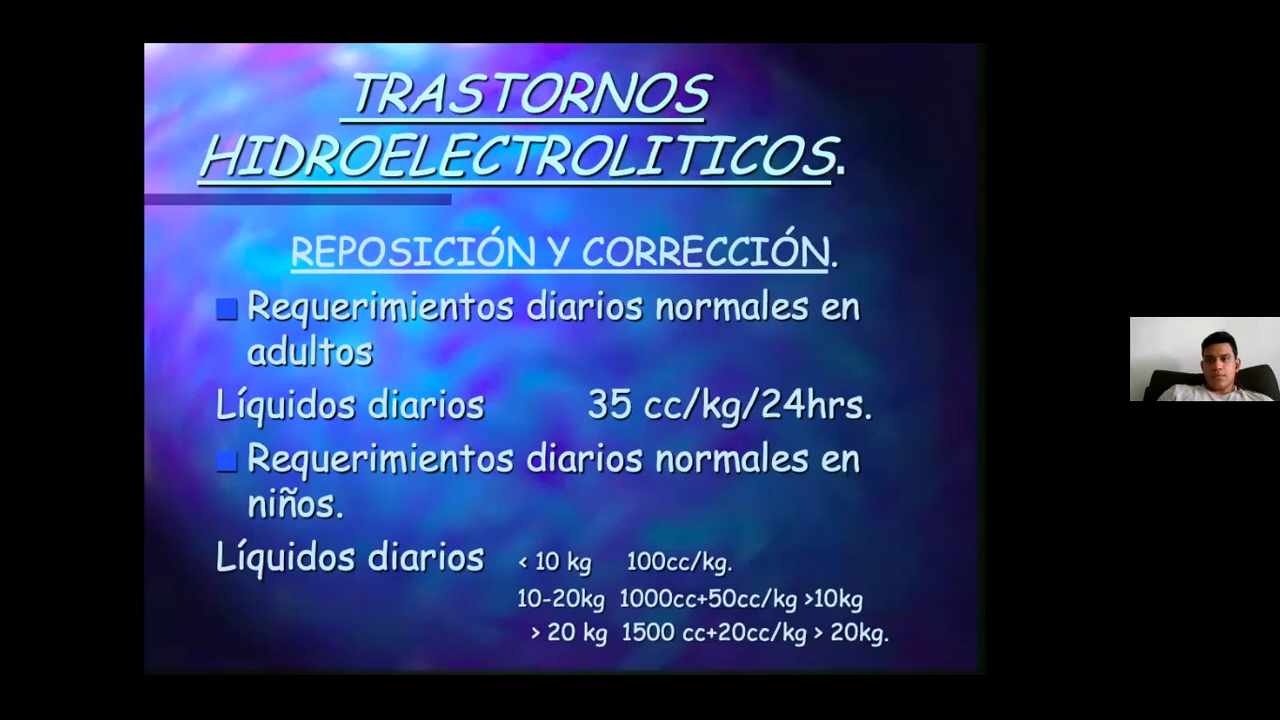 TRASTORNOS
HIDROELECTROLITICOS.
REPOSICIÓN Y CORRECCIÓN.
Requerimientos diarios normales en
adultos
Líquidos diarios 35 cc/kg/24hrs.
Requerimientos diarios normales en
niños.
Líquidos diarios < 10 kg 100cc/kg.
10-20kg 1000cc+50cc/kg >10kg
> 20 kg 1500 cc+20cc/kg > 20kg.